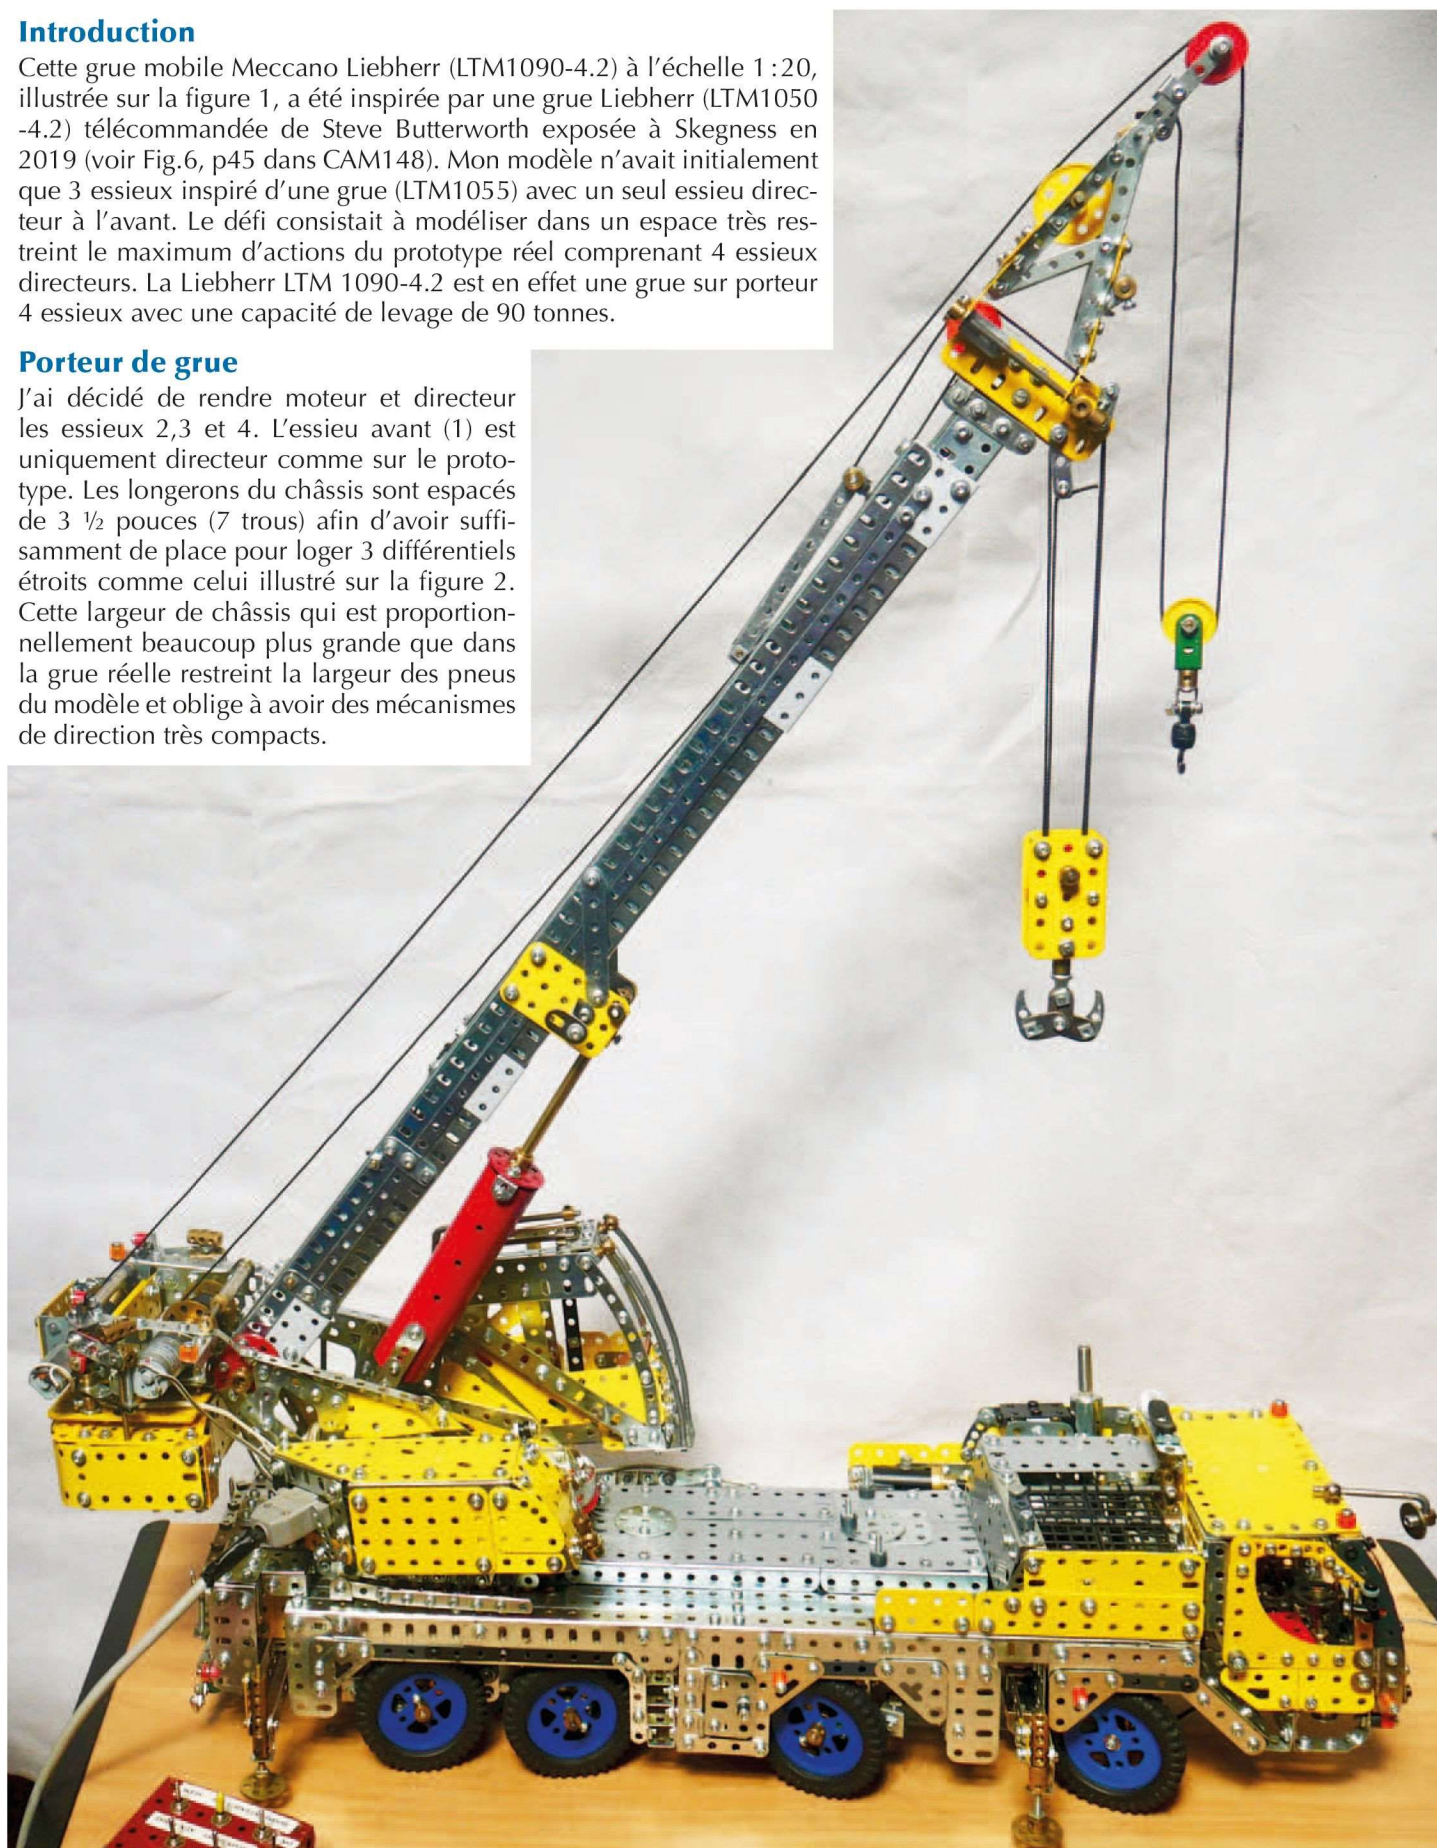 Introduction
Cette grue mobile Meccano Liebherr (LTM1090-4.2) à l’échelle 1:20,
illustrée sur la figure 1, a été inspirée par une grue Liebherr (LTM1050
-4.2) télécommandée de Steve Butterworth exposée à Skegness en
2019 (voir Fig.6, p45 dans CAM148). Mon modèle n’avait initialement
que 3 essieux inspiré d’une grue (LTM1055) avec un seul essieu direc-
teur à l’avant. Le défi consistait à modéliser dans un espace très res-
treint le maximum d’actions du prototype réel comprenant 4 essieux
directeurs. La Liebherr LTM 1090-4.2 est en effet une grue sur porteur
4 essieux avec une capacité de levage de 90 tonnes.
Porteur de grue
J’ai décidé de rendre moteur et directeur
les essieux 2,3 et 4. L’essieu avant (1) est
uniquement directeur comme sur le proto-
type. Les longerons du châssis sont espacés
de 3 ½ pouces (7 trous) afin d’avoir suffi-
samment de place pour loger 3 différentiels
étroits comme celui illustré sur la figure 2.
Cette largeur de châssis qui est proportion-
nellement beaucoup plus grande que dans
la grue réelle restreint la largeur des pneus
du modèle et oblige à avoir des mécanismes
de direction très compacts.